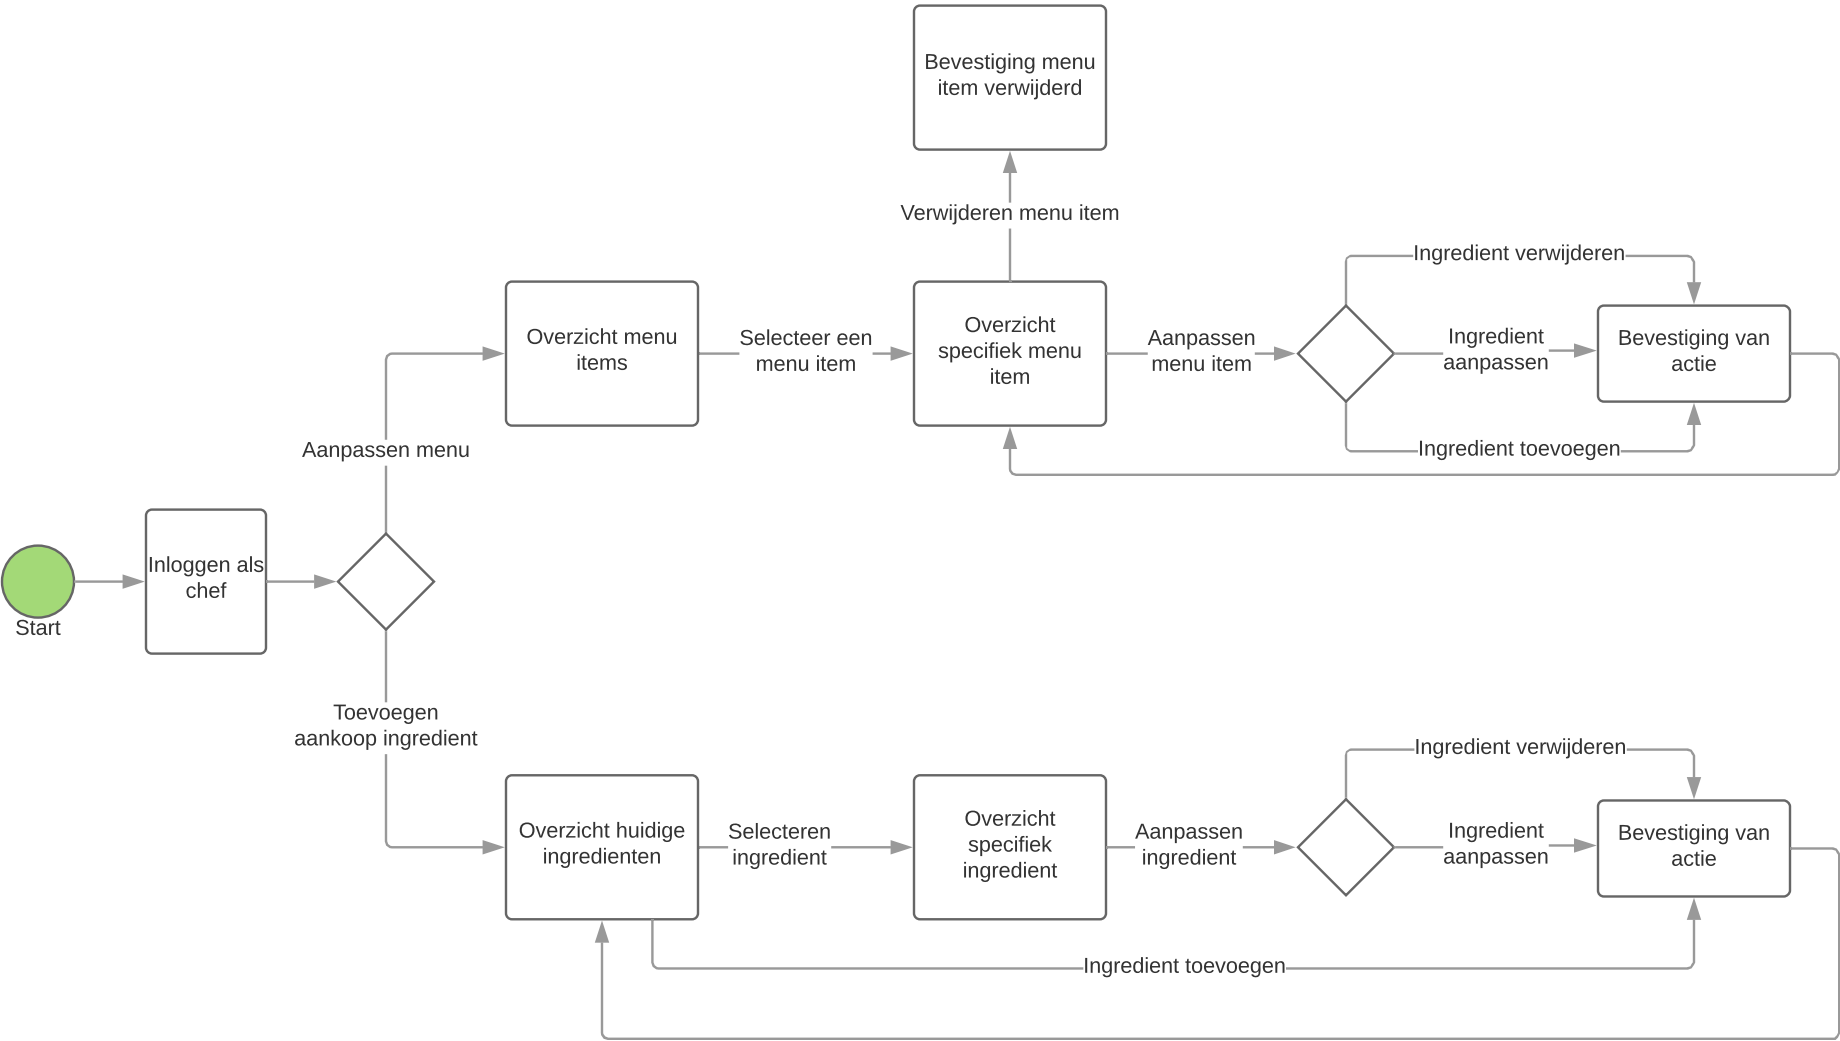 Bevestiging menu
item verwijderd
Verwijderen menu item
Ingredient verwijderen
Overzicht menu
items
Selecteer een
menu item
Overzicht
specifiek menu
item
Aanpassen
menu item
Ingredient
aanpassen
Bevestiging van
actie
Ingredient toevoegen
Aanpassen menu
Inloggen als
chef
Start
Toevoegen
aankoop ingredient
Ingredient verwijderen
Overzicht huidige
ingredienten
Selecteren
ingredient
Overzicht
specifiek
ingredient
Aanpassen
ingredient
Ingredient
aanpassen
Bevestiging van
actie
Ingredient toevoegen